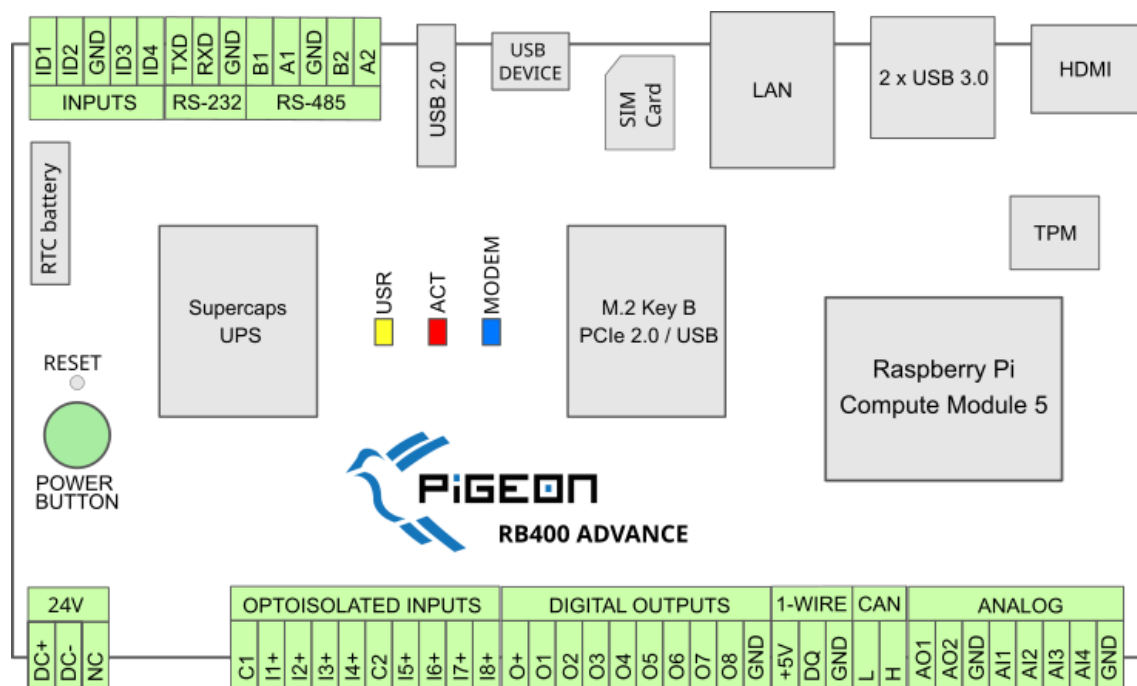 ID1
ID2
GND
ID3
ID4
TXD
RXD
GND
B1
A1
GND
B2
A2
INPUTS
RS-232
RS-485
USB 2.0
USB
DEVICE
SIM
Card
LAN
2 x USB 3.0
HDMI
RTC battery
TPM
Supercaps
UPS
USR
ACT
MODEM
M.2 Key B
PCIe 2.0 / USB
Raspberry Pi
Compute Module 5
RESET
POWER
BUTTON
PiGEON
RB400 ADVANCE
24V
DC+
DC-
NC
OPTOISOLATED INPUTS
C1
I1+
I2+
I3+
I4+
C2
I5+
I6+
I7+
I8+
DIGITAL OUTPUTS
O+
O1
O2
O3
O4
O5
O6
O7
O8
GND
1-WIRE
+5V
DQ
GND
CAN
L
H
ANALOG
AO1
AO2
GND
AI1
AI2
AI3
AI4
GND